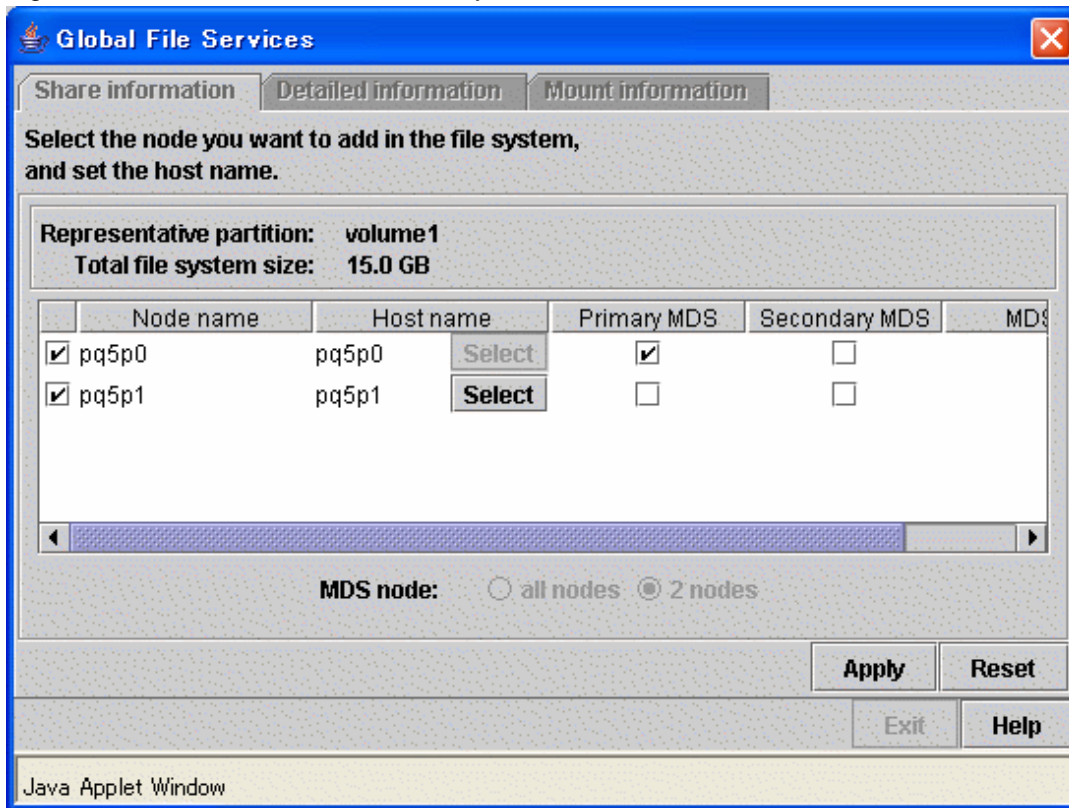 Global File Services
Share information Detailed information Mount information
Select the node you want to add in the file system,
and set the host name.
Representative partition: volume1
Total file system size: 15.0 GB
Node name Host name Primary MDS Secondary MDS
pq5p0 pq5p0 Select
pq5p1 pq5p1 Select
MDS node: all nodes 2 nodes
Apply Reset
Exit Help
Java Applet Window